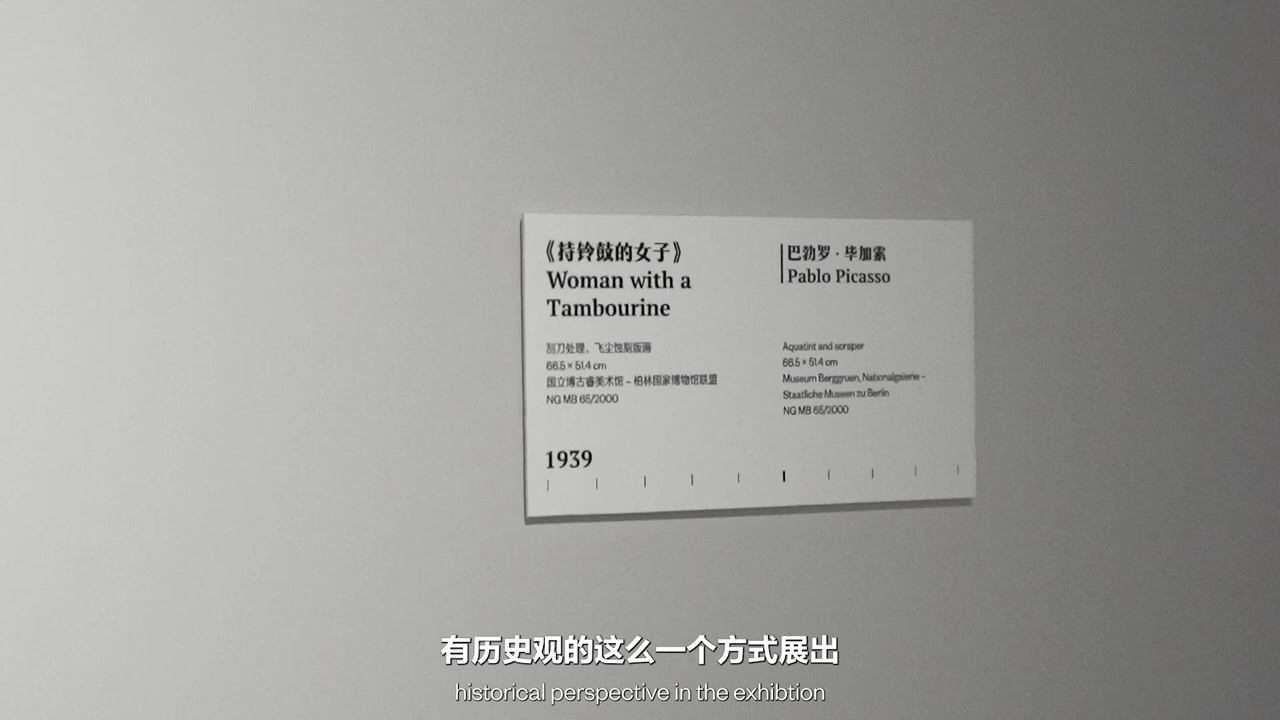 《持铃鼓的女子》
Woman with a
Tambourine
巴勃罗·毕加索
Pablo Picasso
刮刀处理、飞尘蚀刻版画
66.5 × 51.4 cm
国立博古睿美术馆 – 柏林国家博物馆联盟
NG MB 65/2000
Aquatint and scraper
66.5 × 51.4 cm
Museum Berggruen, Nationalgalerie –
Staatliche Museen zu Berlin
NG MB 65/2000
1939
有历史观的这么一个方式展出
historical perspective in the exhibtion